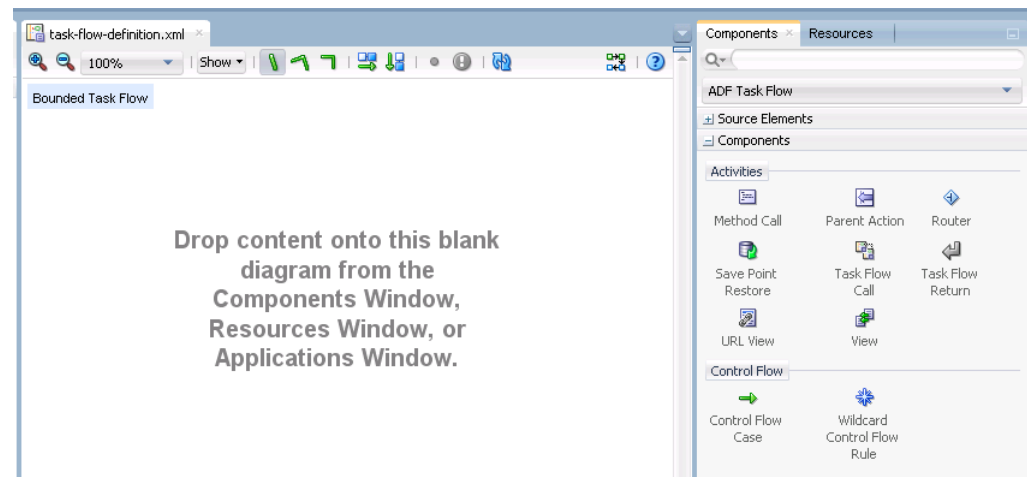 task-flow-definition.xml
100%
Show
Bounded Task Flow
Drop content onto this blank
diagram from the
Components Window,
Resources Window, or
Applications Window.
Components
Resources
ADF Task Flow
Source Elements
Components
Activities
Method Call
Parent Action
Router
Save Point
Restore
Task Flow
Call
Task Flow
Return
URL View
View
Control Flow
Control Flow
Case
Wildcard
Control Flow
Rule